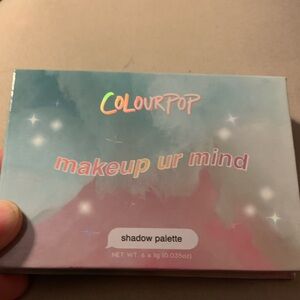 COLOURPOP
makeup ur mind
shadow palette
NET WT. 6 x 1g (0.035oz)